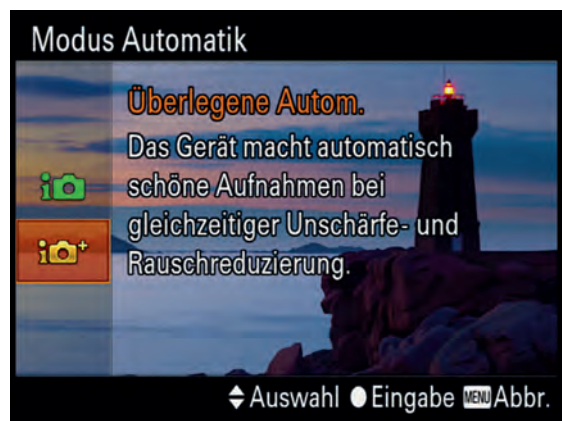 Modus Automatik
Überlegene Autom.
Das Gerät macht automatisch
schöne Aufnahmen bei
gleichzeitiger Unschärfe- und
Rauschreduzierung.
Auswahl Eingabe MENU Abbr.